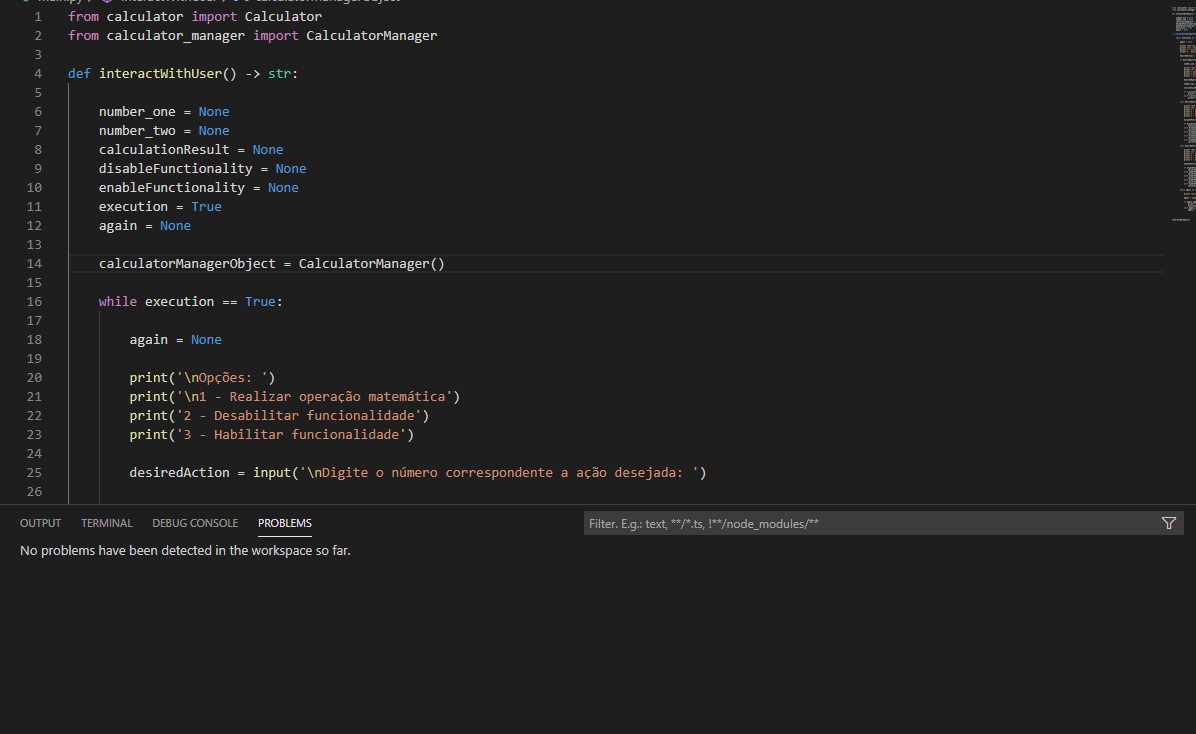 1 from calculator import Calculator
2 from calculator_manager import CalculatorManager
3
4 def interactWithUser() -> str:
5
6 number_one = None
7 number_two = None
8 calculationResult = None
9 disableFunctionality = None
10 enableFunctionality = None
11 execution = True
12 again = None
13
14 calculatorManagerObject = CalculatorManager()
15
16 while execution == True:
17
18 again = None
19
20 print('\nOpções: ')
21 print('\n1 - Realizar operação matemática')
22 print('2 - Desabilitar funcionalidade')
23 print('3 - Habilitar funcionalidade')
24
25 desiredAction = input('\nDigite o número correspondente a ação desejada: ')
26
OUTPUT TERMINAL DEBUG CONSOLE PROBLEMS Filter. E.g.: text, **/*.ts, !**/node_modules/**
No problems have been detected in the workspace so far.